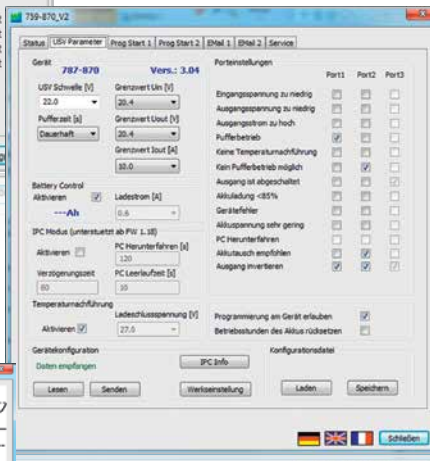 759-870_V2
Status
USV Parameter
Prog Start 1
Prog Start 2
EMail 1
EMail 2
Service
Gerät
787-870
Vers.: 3.04
USV Schwelle [V]
22.0
Pufferzeit [s]
Dauerhaft
Grenzwert Uin [V]
20.4
Grenzwert Uout [V]
20.4
Grenzwert Iout [A]
10.0
Battery Control
Aktivieren
---Ah
Ladestrom [A]
0.6
IPC Modus (unterstuetzt ab FW 1.18)
Aktivieren
PC Herunterfahren [s]
120
Verzögerungszeit
60
PC Leerlaufzeit [s]
10
Temperaturnachführung
Aktivieren
Ladeschlussspannung [V]
27.0
Porteinstellungen
Port1 Port2 Port3
Eingangsspannung zu niedrig
Ausgangsspannung zu niedrig
Ausgangsstrom zu hoch
Pufferbetrieb
Keine Temperaturnachführung
Kein Pufferbetrieb möglich
Ausgang ist abgeschaltet
Akkuladung <85%
Gerätefehler
Akkuspannung sehr gering
PC Herunterfahren
Akkutausch empfohlen
Ausgang invertieren
Programmierung am Gerät erlauben
Betriebsstunden des Akkus rücksetzen
Gerätekonfiguration
Daten empfangen
Lesen
Senden
IPC Info
Werkseinstellung
Konfigurationsdatei
Laden
Speichern
Schließen